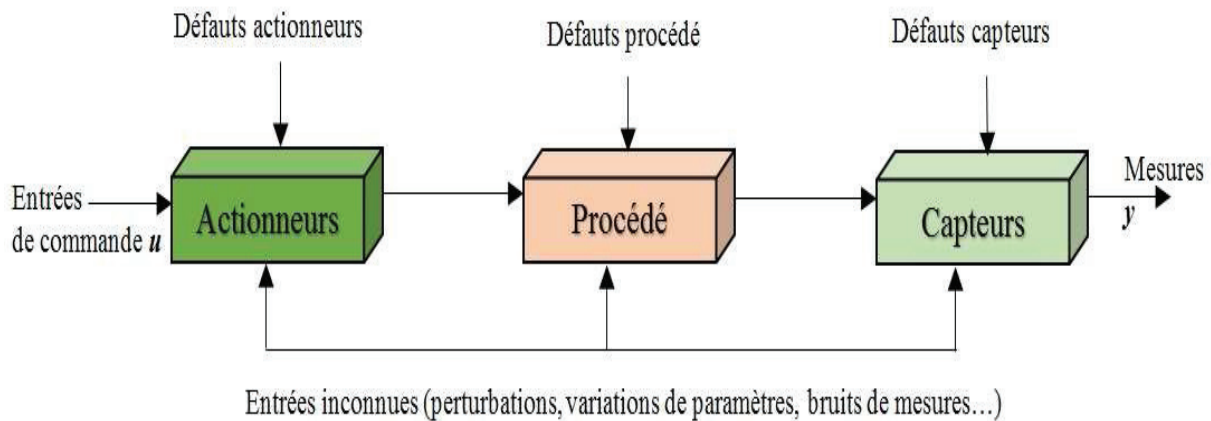 Défauts actionneurs
Défauts procédé
Défauts capteurs
Entrées
de commande u
Actionneurs
Procédé
Capteurs
Mesures
y
Entrées inconnues (perturbations, variations de paramètres, bruits de mesures…)